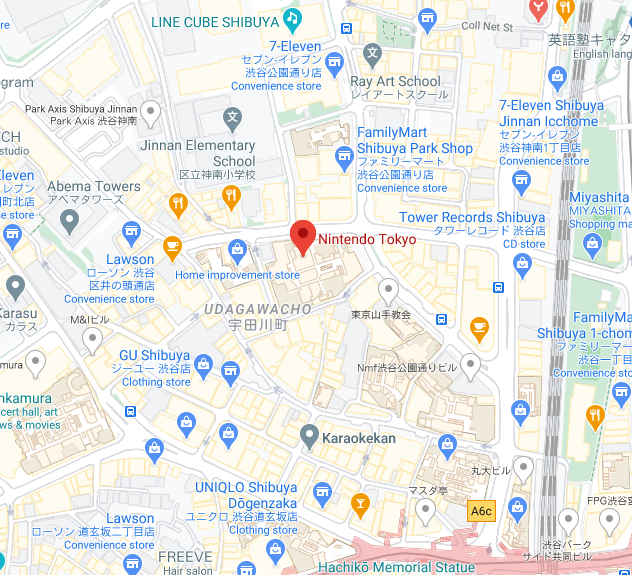 LINE CUBE SHIBUYA
Coll Net St
英語塾キャタ
English lang
7-Eleven
セブン-イレブン
渋谷公園通り店
Convenience store
Ray Art School
レイアートスクール
ogram
Park Axis Shibuya Jinnan
Park Axis 渋谷神南
7-Eleven Shibuya
Jinnan Icchome
セブン-イレブン
渋谷神南1丁目店
Convenience store
TCH
studio
Jinnan Elementary
School
区立神南小学校
FamilyMart
Shibuya Park Shop
ファミリーマート
渋谷公園通り店
Convenience store
Eleven
レブン
川町北店
store
Abema Towers
アベマタワーズ
Miyashita
MIYASHITA
Shopping ma
Tower Records Shibuya
タワーレコード 渋谷店
CD store
Nintendo Tokyo
Lawson
ローソン 渋谷
区井の頭通店
Convenience store
Home improvement store
Karasu
カラス
UDAGAWACHO
宇田川町
東京山手教会
M&Iビル
FamilyMa
Shibuya 1-chom
ファミリーマー
渋谷一丁目
Convenience store
GU Shibuya
ジーユー 渋谷店
Clothing store
mura
Nmf渋谷公園通りビル
nkamura
cert hall, art
ws & movies
Karaokekan
丸大ビル
UNIQLO Shibuya
Dōgenzaka
ユニクロ 渋谷道玄坂店
Clothing store
マスダ亭
A6c
FPG渋谷宮
Lawson
ローソン 道玄坂二丁目店
Convenience store
渋谷パーク
サイド共同ビル
FREEVE
Hair salon
Hachikō Memorial Statue